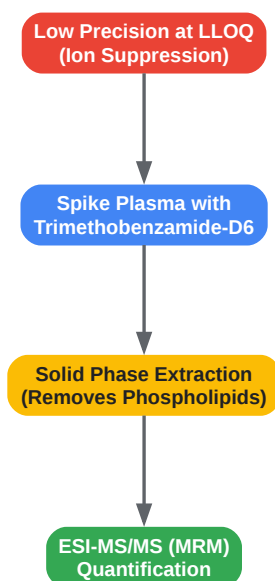 Low Precision at LLOQ
(Ion Suppression)
Spike Plasma with
Trimethobenzamide-D6
Solid Phase Extraction
(Removes Phospholipids)
ESI-MS/MS (MRM)
Quantification